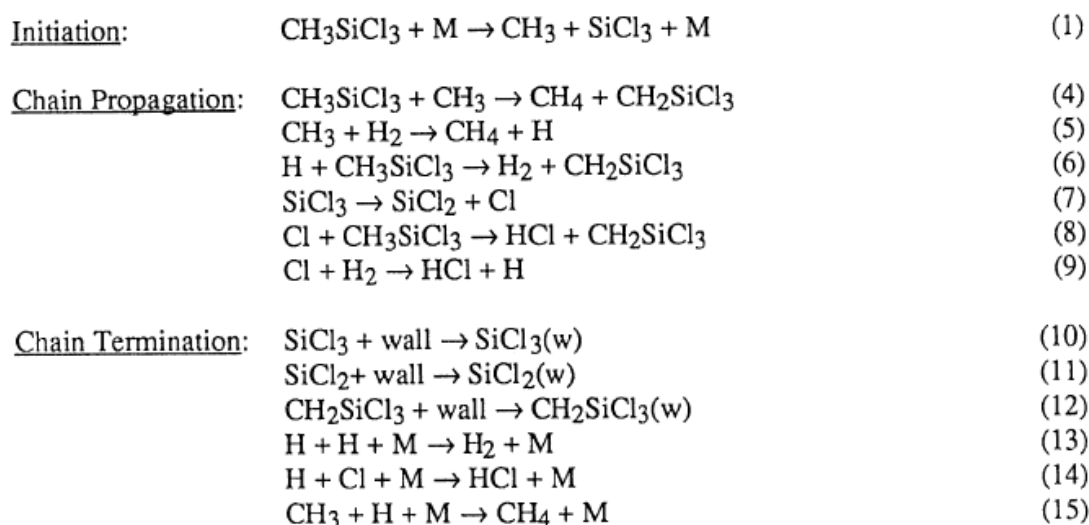 Initiation: CH3SiCl3 + M → CH3 + SiCl3 + M (1)
Chain Propagation: CH3SiCl3 + CH3 → CH4 + CH2SiCl3 (4)
CH3 + H2 → CH4 + H (5)
H + CH3SiCl3 → H2 + CH2SiCl3 (6)
SiCl3 → SiCl2 + Cl (7)
Cl + CH3SiCl3 → HCl + CH2SiCl3 (8)
Cl + H2 → HCl + H (9)
Chain Termination: SiCl3 + wall → SiCl3(w) (10)
SiCl2+ wall → SiCl2(w) (11)
CH2SiCl3 + wall → CH2SiCl3(w) (12)
H + H + M → H2 + M (13)
H + Cl + M → HCl + M (14)
CH3 + H + M → CH4 + M (15)